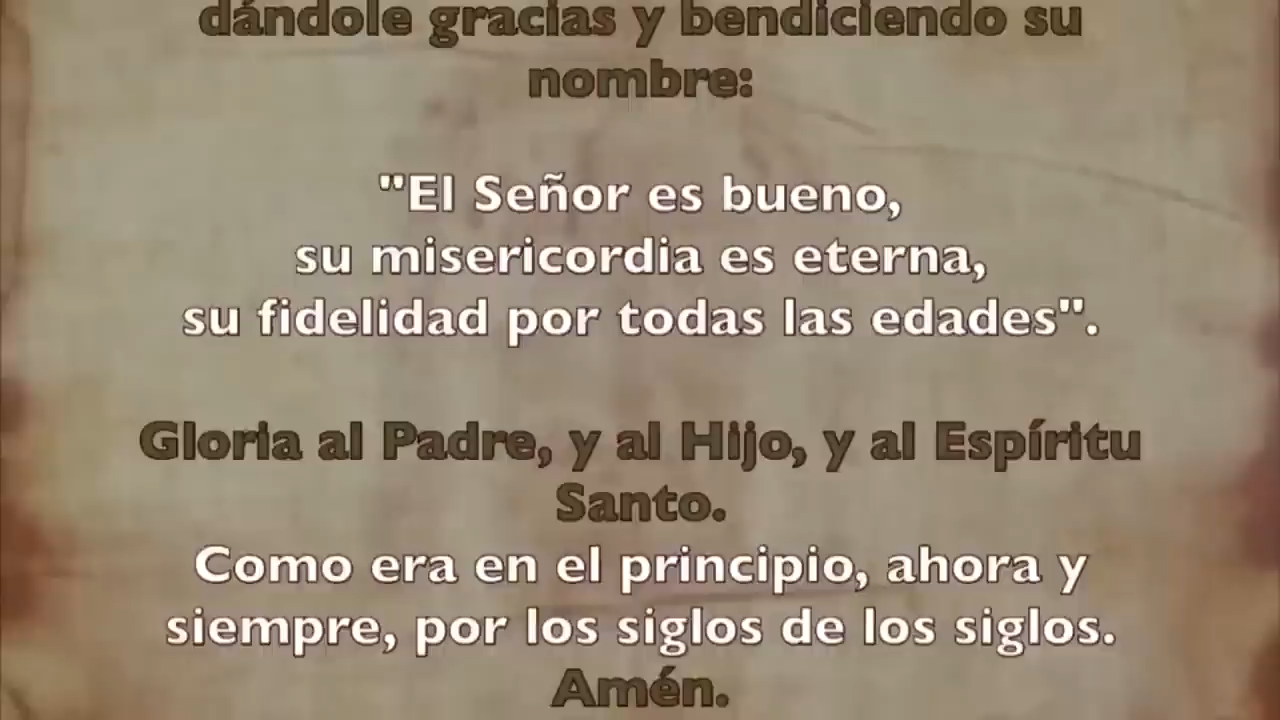 dándole gracias y bendiciendo su
nombre:
"El Señor es bueno,
su misericordia es eterna,
su fidelidad por todas las edades".
Gloria al Padre, y al Hijo, y al Espíritu
Santo.
Como era en el principio, ahora y
siempre, por los siglos de los siglos.
Amén.